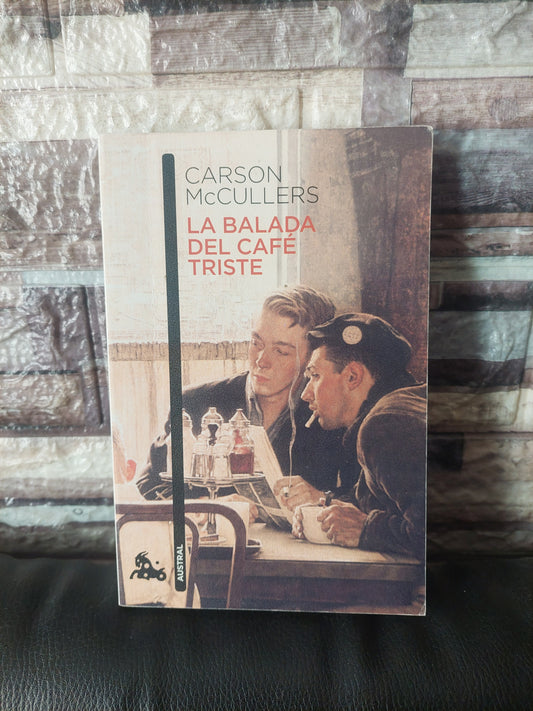 CARSON
McCULLERS
LA BALADA
DEL CAFÉ
TRISTE
AUSTRAL